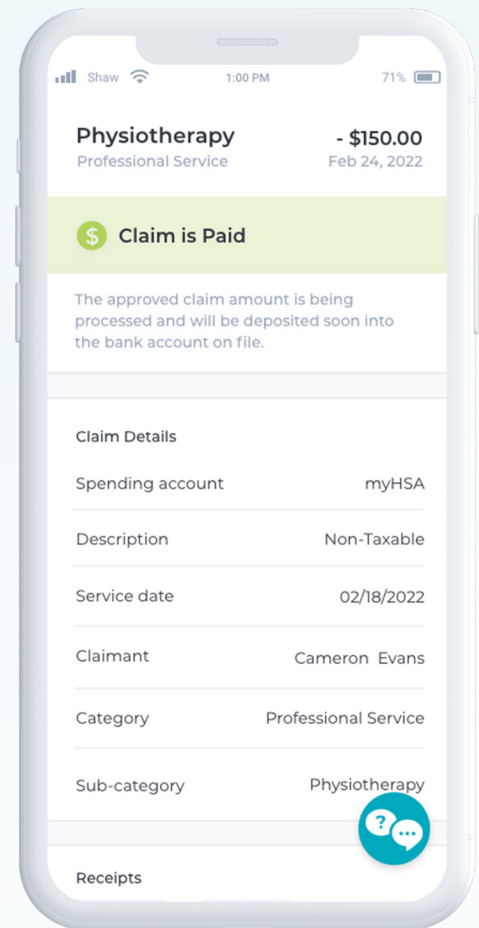 Shaw 1:00 PM 71%
Physiotherapy - $150.00
Professional Service Feb 24, 2022
$ Claim is Paid
The approved claim amount is being
processed and will be deposited soon into
the bank account on file.
Claim Details
Spending account myHSA
Description Non-Taxable
Service date 02/18/2022
Claimant Cameron Evans
Category Professional Service
Sub-category Physiotherapy
?
Receipts